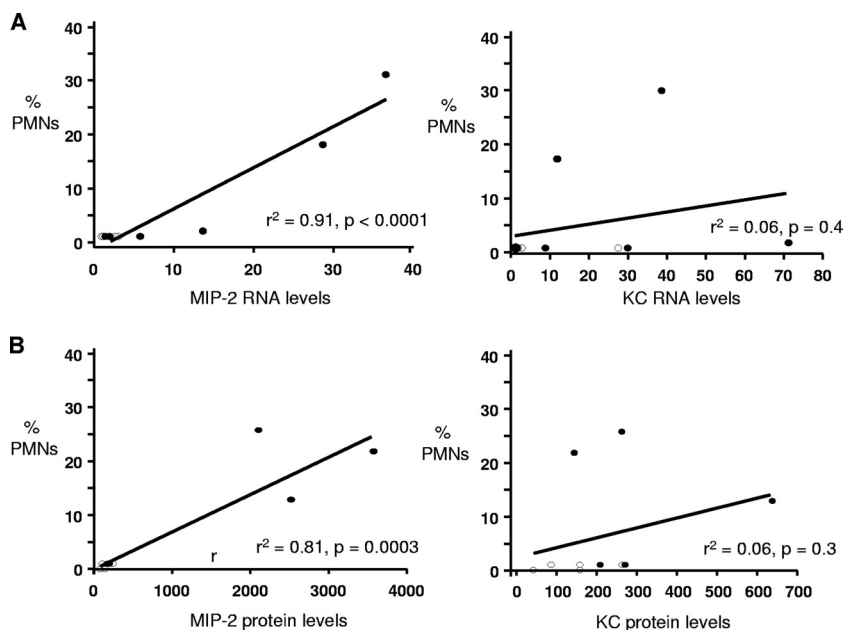 A
40
30
20
10
0
%
PMNs
r² = 0.91, p < 0.0001
0 10 20 30 40
MIP-2 RNA levels
40
30
20
10
0
%
PMNs
r² = 0.06, p = 0.4
0 10 20 30 40 50 60 70 80
KC RNA levels
B
40
30
20
10
0
%
PMNs
r² = 0.81, p = 0.0003
r
0 1000 2000 3000 4000
MIP-2 protein levels
40
30
20
10
0
%
PMNs
r² = 0.06, p = 0.3
0 100 200 300 400 500 600 700
KC protein levels